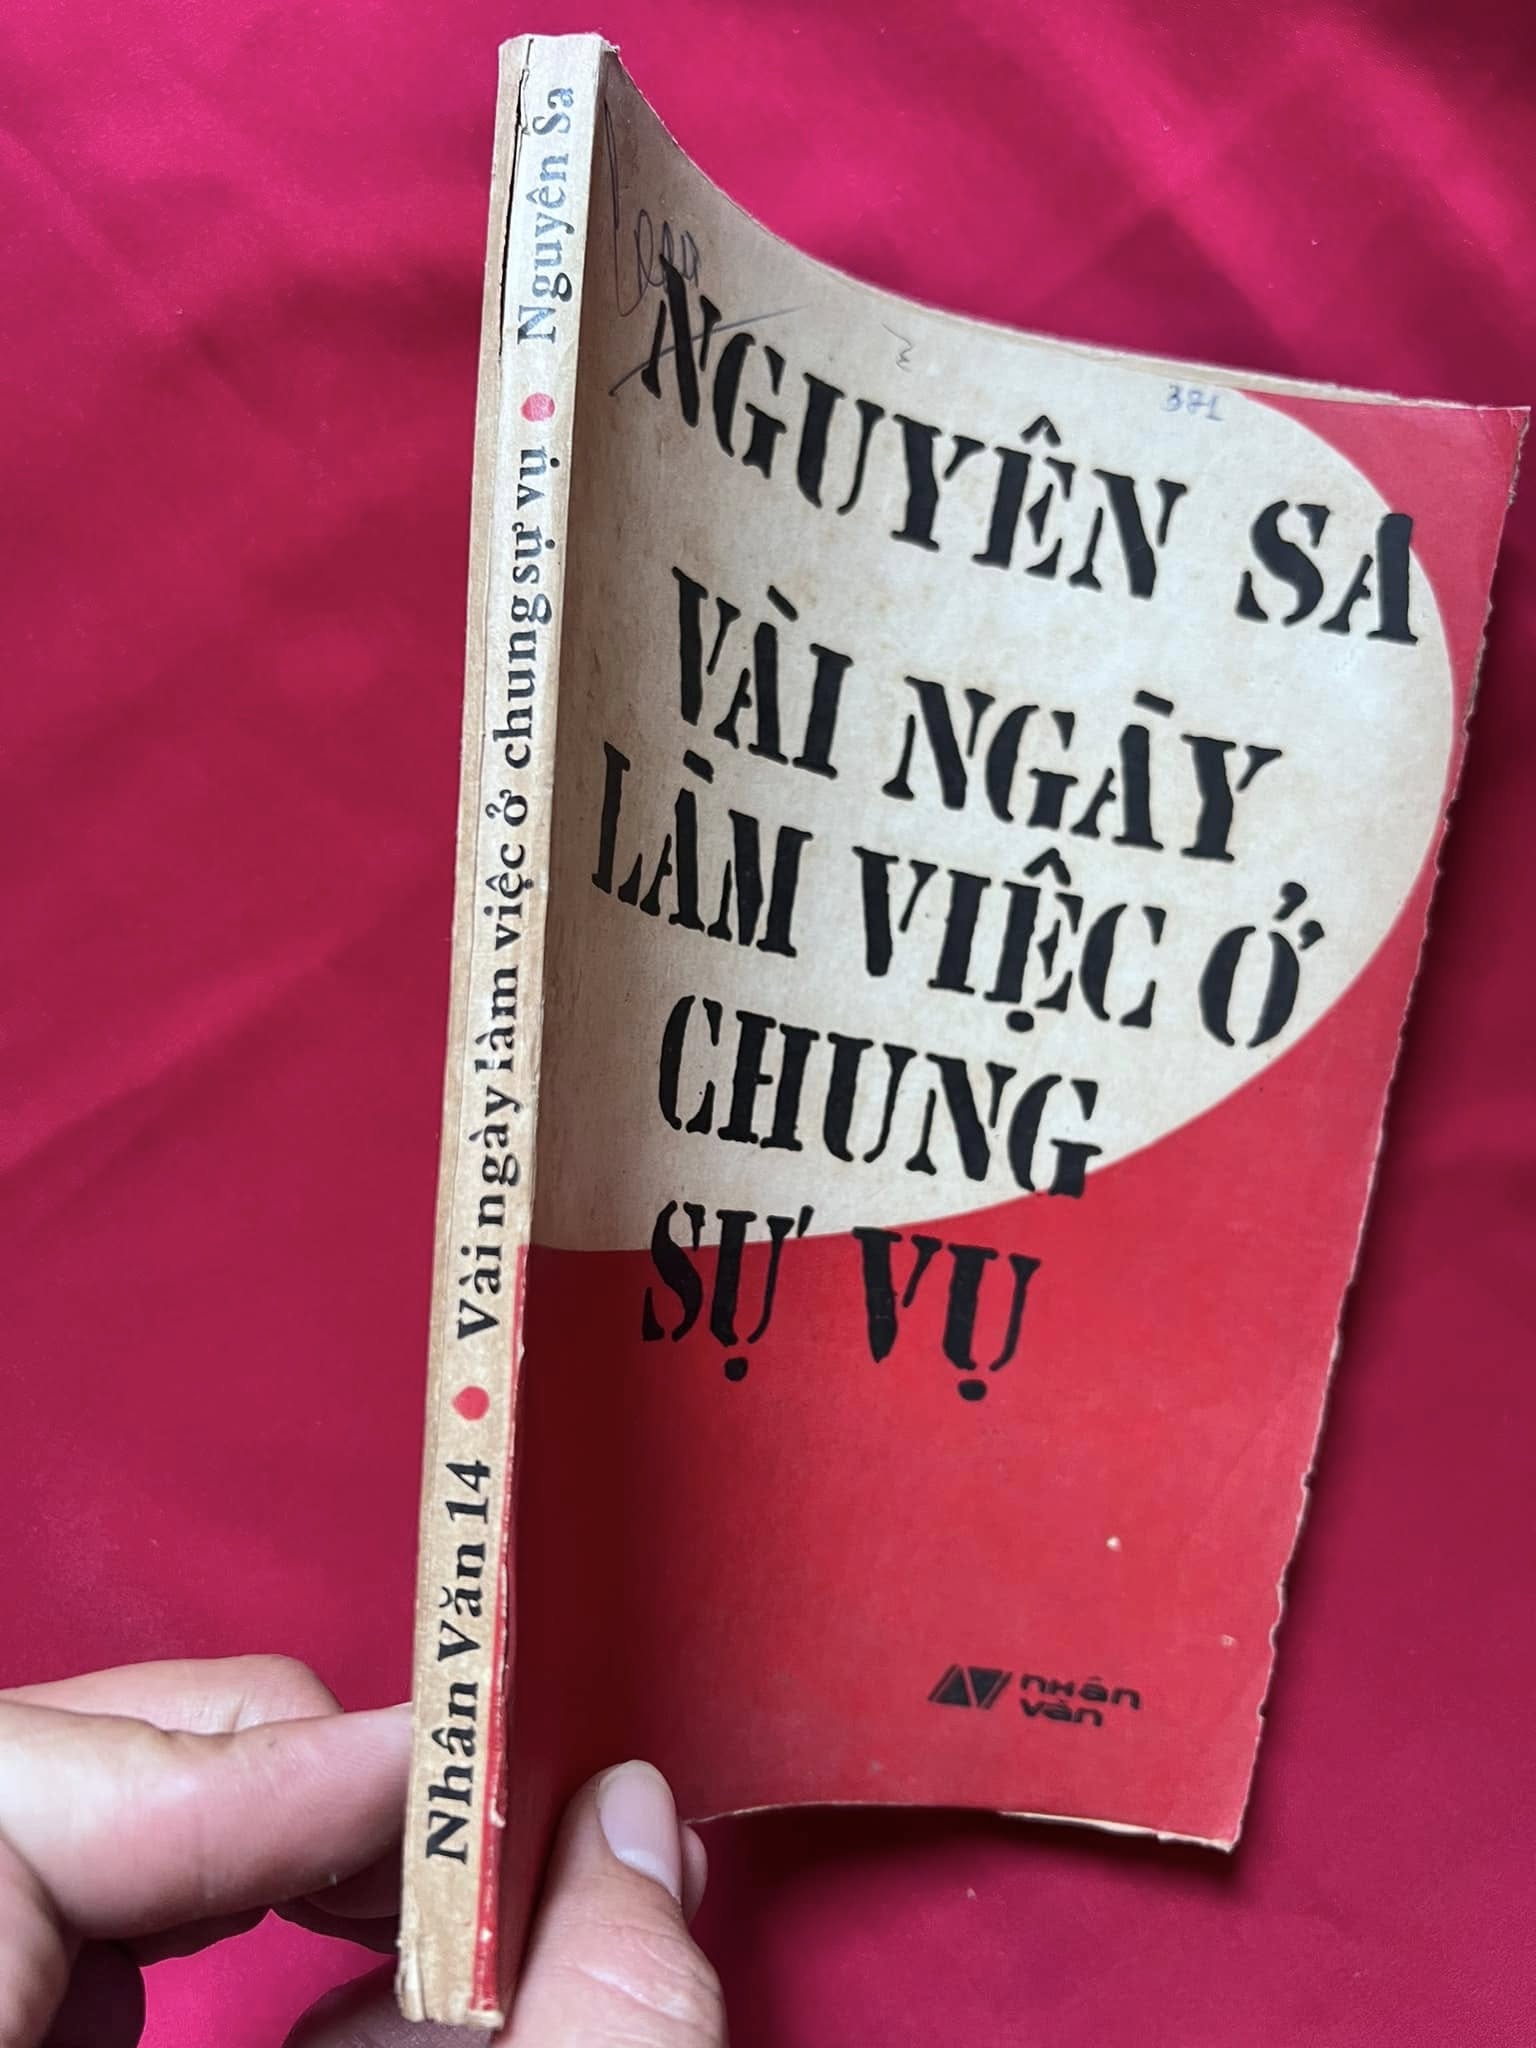 Nhân Văn 14 • Vài ngày làm việc ở chung sự vụ • Nguyên Sa
381
NGUYÊN SA
VÀI NGÀY
LÀM VIỆC Ở
CHUNG
SỰ VỤ
nHân
Văn